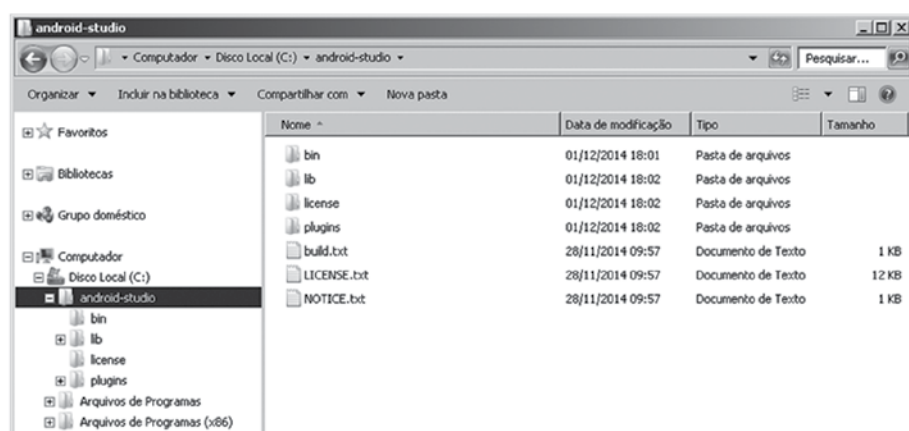 android-studio
Computador Disco Local (C:) android-studio
Pesquisar...
Organizar Incluir na biblioteca Compartilhar com Nova pasta
Favoritos
Bibliotecas
Grupo doméstico
Computador
Disco Local (C:)
android-studio
bin
lib
license
plugins
Arquivos de Programas
Arquivos de Programas (x86)
Nome Data de modificação Tipo Tamanho
bin 01/12/2014 18:01 Pasta de arquivos
lib 01/12/2014 18:02 Pasta de arquivos
license 01/12/2014 18:02 Pasta de arquivos
plugins 01/12/2014 18:02 Pasta de arquivos
build.txt 28/11/2014 09:57 Documento de Texto 1 KB
LICENSE.txt 28/11/2014 09:57 Documento de Texto 12 KB
NOTICE.txt 28/11/2014 09:57 Documento de Texto 1 KB